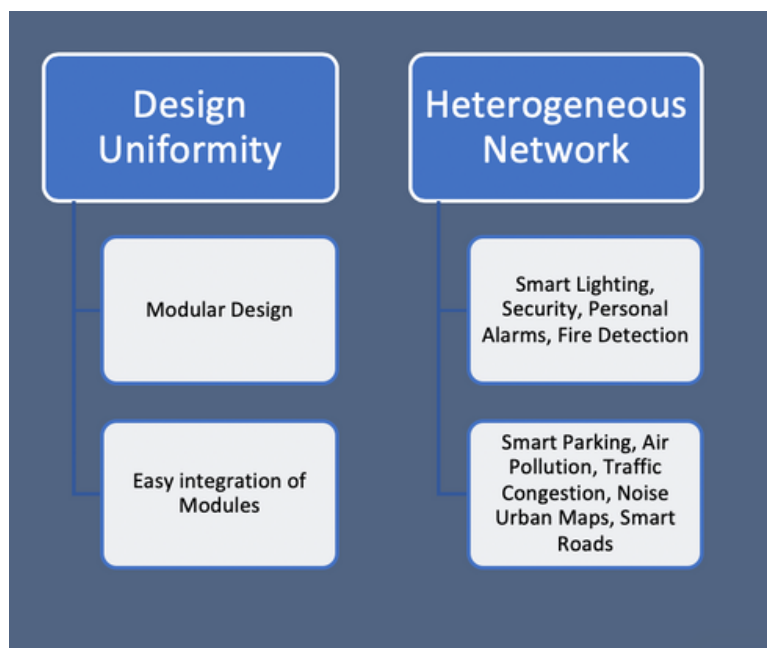 Design
Uniformity
Modular Design
Easy integration of
Modules
Heterogeneous
Network
Smart Lighting,
Security, Personal
Alarms, Fire Detection
Smart Parking, Air
Pollution, Traffic
Congestion, Noise
Urban Maps, Smart
Roads